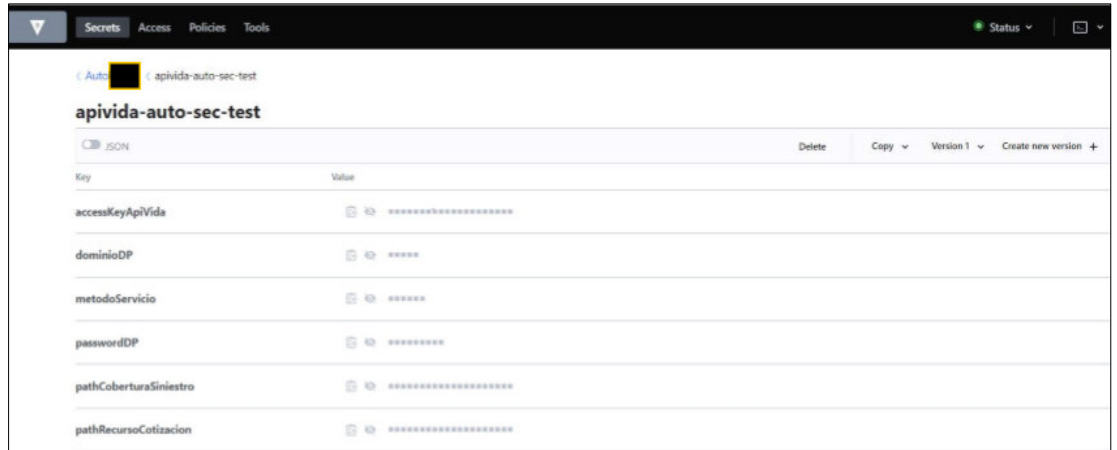 Secrets Access Policies Tools Status
< Auto < apivida-auto-sec-test
apivida-auto-sec-test
JSON Delete Copy Version 1 Create new version +
Key Value
accessKeyApiVida
dominioDP
metodoServicio
passwordDP
pathCoberturaSiniestro
pathRecursoCotizacion